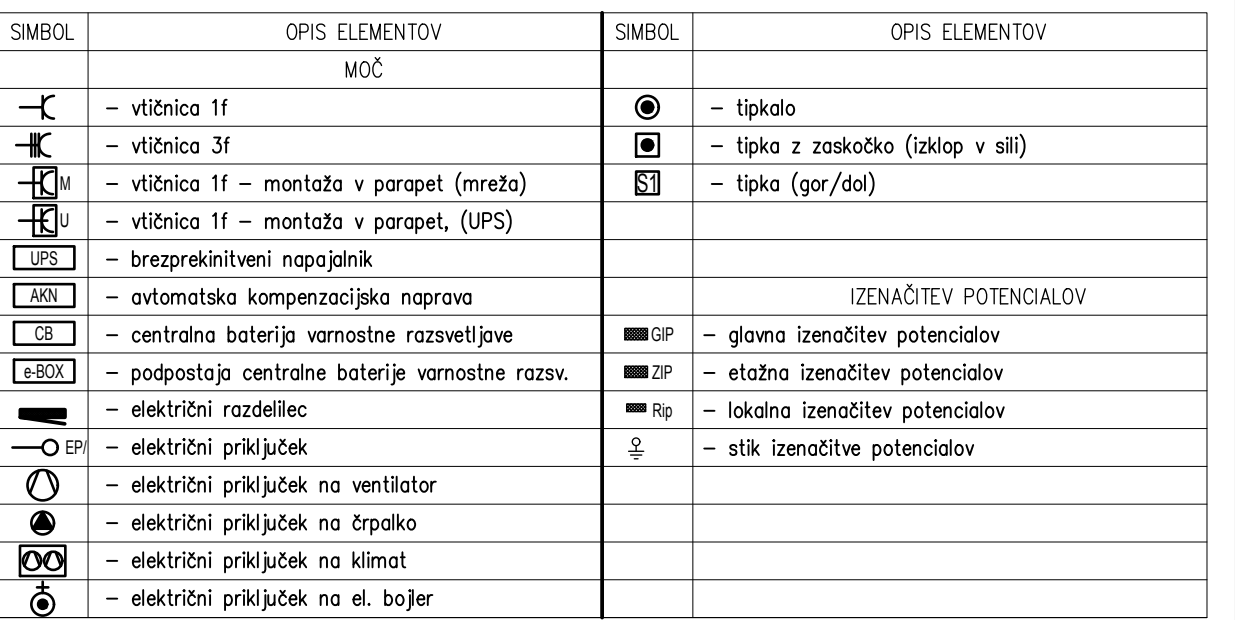 SIMBOL OPIS ELEMENTOV SIMBOL OPIS ELEMENTOV
MOČ
– vtičnica 1f – tipkalo
– vtičnica 3f – tipka z zaskočko (izklop v sili)
M – vtičnica 1f – montaža v parapet (mreža) S1 – tipka (gor/dol)
U – vtičnica 1f – montaža v parapet, (UPS)
UPS – brezprekinitveni napajalnik
AKN – avtomatska kompenzacijska naprava IZENAČITEV POTENCIALOV
CB – centralna baterija varnostne razsvetljave GIP – glavna izenačitev potencialov
e-BOX – podpostaja centralne baterije varnostne razsv. ZIP – etažna izenačitev potencialov
– električni razdelilec Rip – lokalna izenačitev potencialov
EP/ – električni priključek – stik izenačitve potencialov
– električni priključek na ventilator
– električni priključek na črpalko
– električni priključek na klimat
– električni priključek na el. bojler